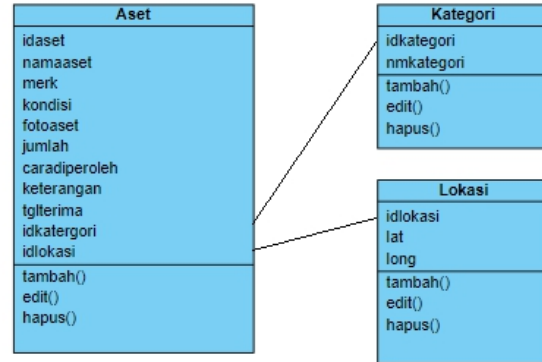 Aset
idaset
namaaset
merk
kondisi
fotoaset
jumlah
caradiperoleh
keterangan
tglterima
idkatergori
idlokasi
tambah()
edit()
hapus()
Kategori
idkategori
nmkategori
tambah()
edit()
hapus()
Lokasi
idlokasi
lat
long
tambah()
edit()
hapus()